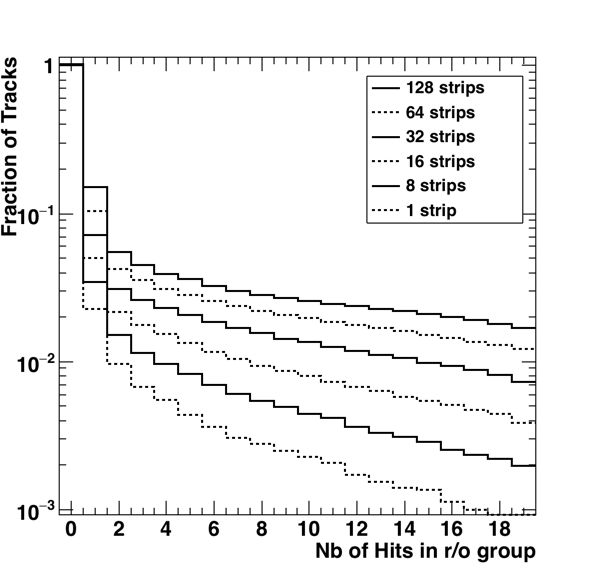 Fraction of Tracks
1
10⁻¹
10⁻²
10⁻³
128 strips
64 strips
32 strips
16 strips
8 strips
1 strip
0 2 4 6 8 10 12 14 16 18
Nb of Hits in r/o group